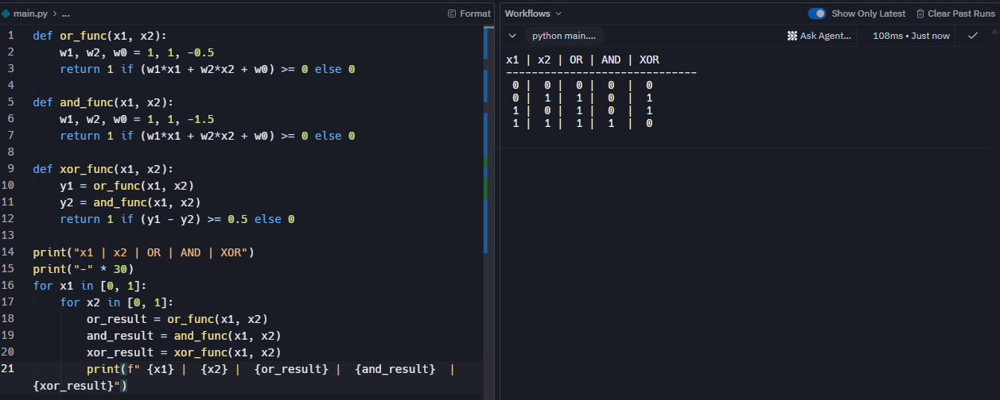 main.py > ...
Format
1 def or_func(x1, x2):
2     w1, w2, w0 = 1, 1, -0.5
3     return 1 if (w1*x1 + w2*x2 + w0) >= 0 else 0
4
5 def and_func(x1, x2):
6     w1, w2, w0 = 1, 1, -1.5
7     return 1 if (w1*x1 + w2*x2 + w0) >= 0 else 0
8
9 def xor_func(x1, x2):
10     y1 = or_func(x1, x2)
11     y2 = and_func(x1, x2)
12     return 1 if (y1 - y2) >= 0.5 else 0
13
14 print("x1 | x2 | OR | AND | XOR")
15 print("-" * 30)
16 for x1 in [0, 1]:
17     for x2 in [0, 1]:
18         or_result = or_func(x1, x2)
19         and_result = and_func(x1, x2)
20         xor_result = xor_func(x1, x2)
21         print(f" {x1} |  {x2} |  {or_result} |  {and_result}  |
{xor_result}")
Workflows
Show Only Latest
Clear Past Runs
python main....
Ask Agent...
108ms • Just now
x1 | x2 | OR | AND | XOR
------------------------------
 0 |  0 |  0 |  0  |  0
 0 |  1 |  1 |  0  |  1
 1 |  0 |  1 |  0  |  1
 1 |  1 |  1 |  1  |  0